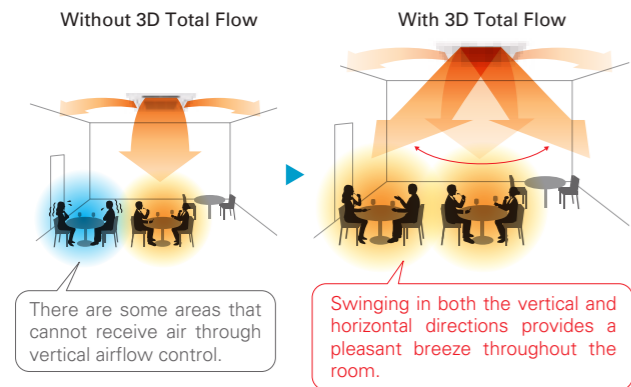 Without 3D Total Flow
With 3D Total Flow
There are some areas that
cannot receive air through
vertical airflow control.
Swinging in both the vertical and
horizontal directions provides a
pleasant breeze throughout the
room.